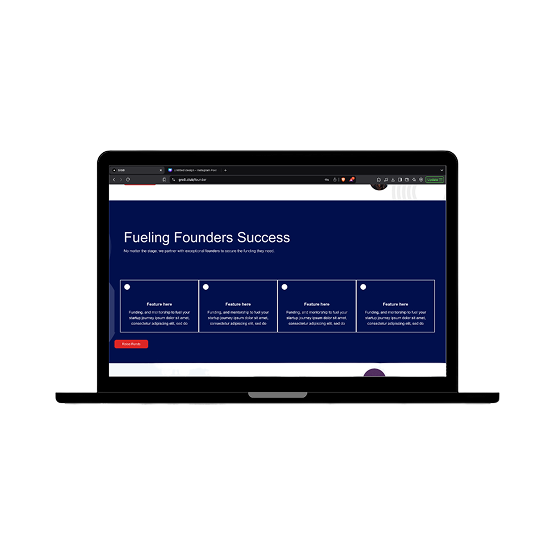 Fueling Founders Success
No matter the stage, we partner with exceptional founders to secure the funding they need.
Feature here
Funding, and mentorship to fuel your
startup journey ipsum dolor sit amet,
consectetur adipiscing elit, sed do
Feature here
Funding, and mentorship to fuel your
startup journey ipsum dolor sit amet,
consectetur adipiscing elit, sed do
Feature here
Funding, and mentorship to fuel your
startup journey ipsum dolor sit amet,
consectetur adipiscing elit, sed do
Feature here
Funding, and mentorship to fuel your
startup journey ipsum dolor sit amet,
consectetur adipiscing elit, sed do